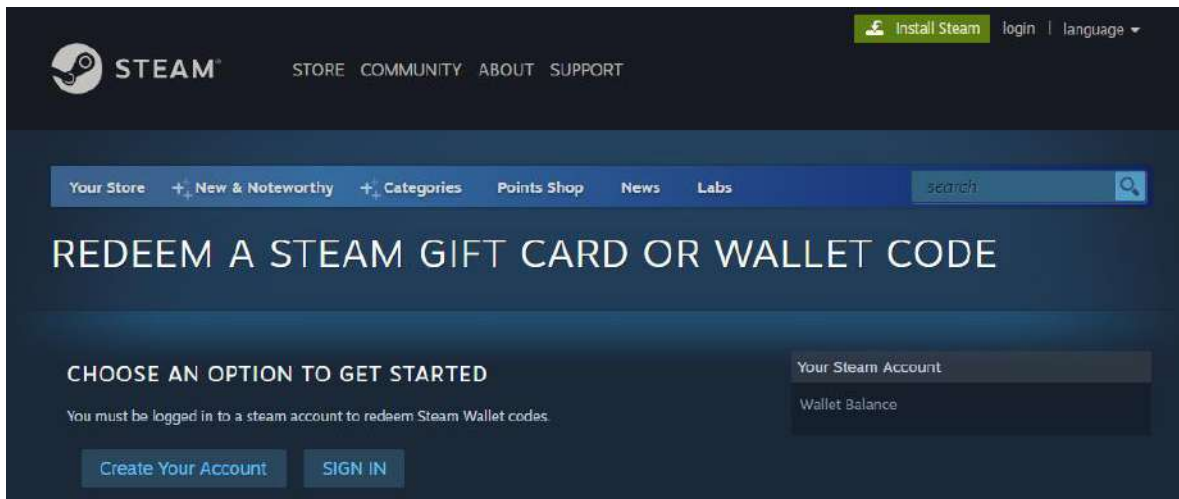 Install Steam login | language
STEAM STORE COMMUNITY ABOUT SUPPORT
Your Store New & Noteworthy Categories Points Shop News Labs search
REDEEM A STEAM GIFT CARD OR WALLET CODE
CHOOSE AN OPTION TO GET STARTED
You must be logged in to a steam account to redeem Steam Wallet codes.
Create Your Account SIGN IN
Your Steam Account
Wallet Balance